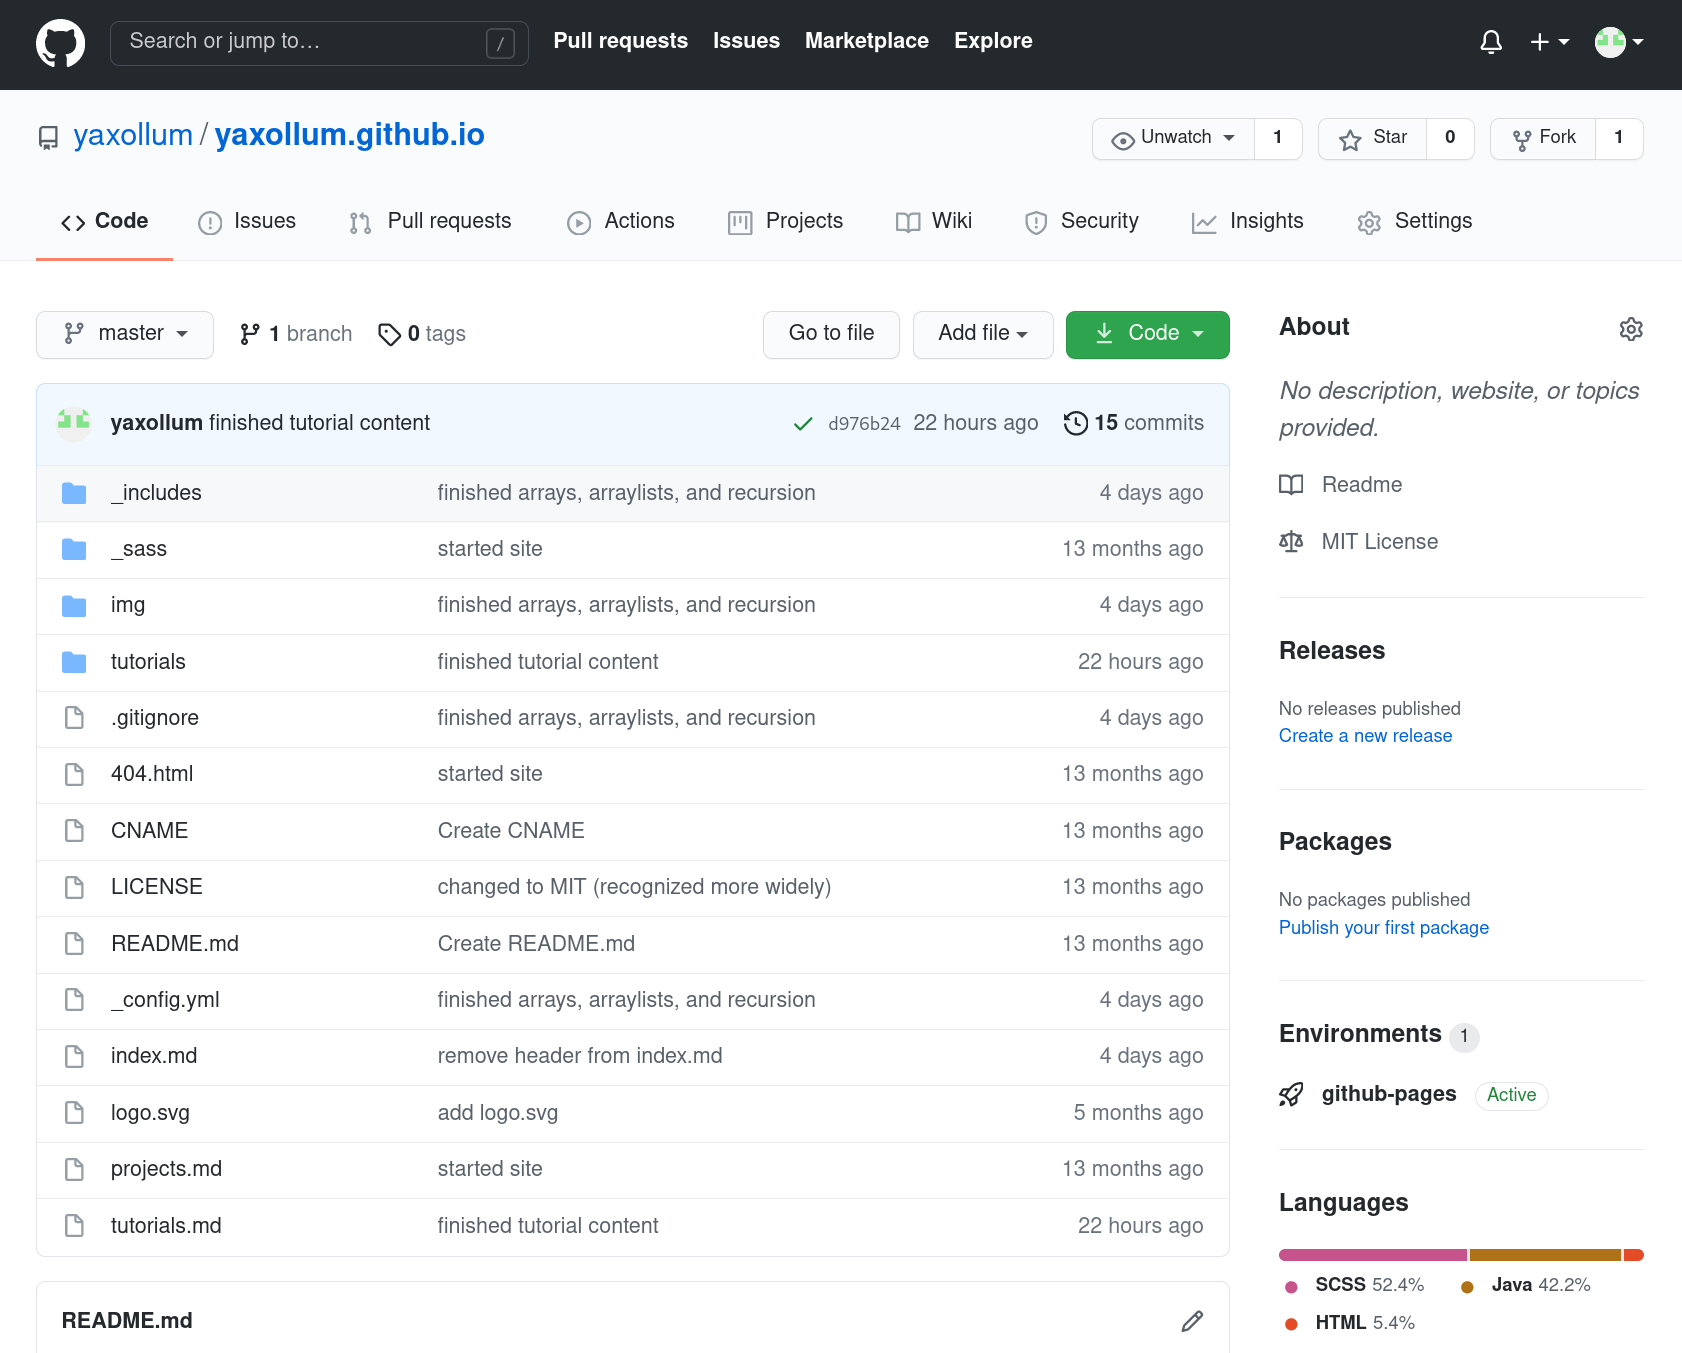 Search or jump to… / Pull requests Issues Marketplace Explore
yaxollum / yaxollum.github.io Unwatch 1 Star 0 Fork 1
Code Issues Pull requests Actions Projects Wiki Security Insights Settings
master 1 branch 0 tags Go to file Add file Code
yaxollum finished tutorial content d976b24 22 hours ago 15 commits
_includes finished arrays, arraylists, and recursion 4 days ago
_sass started site 13 months ago
img finished arrays, arraylists, and recursion 4 days ago
tutorials finished tutorial content 22 hours ago
.gitignore finished arrays, arraylists, and recursion 4 days ago
404.html started site 13 months ago
CNAME Create CNAME 13 months ago
LICENSE changed to MIT (recognized more widely) 13 months ago
README.md Create README.md 13 months ago
_config.yml finished arrays, arraylists, and recursion 4 days ago
index.md remove header from index.md 4 days ago
logo.svg add logo.svg 5 months ago
projects.md started site 13 months ago
tutorials.md finished tutorial content 22 hours ago
README.md
About
No description, website, or topics
provided.
Readme
MIT License
Releases
No releases published
Create a new release
Packages
No packages published
Publish your first package
Environments 1
github-pages Active
Languages
SCSS 52.4% Java 42.2%
HTML 5.4%